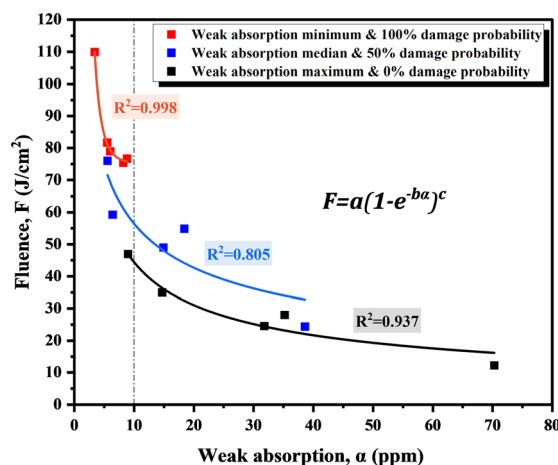 Weak absorption minimum & 100% damage probability
Weak absorption median & 50% damage probability
Weak absorption maximum & 0% damage probability
R²=0.998
F=a(1-e^{-bα})^c
R²=0.805
R²=0.937
Fluence, F (J/cm²)
120
110
100
90
80
70
60
50
40
30
20
10
0
0 10 20 30 40 50 60 70 80
Weak absorption, α (ppm)